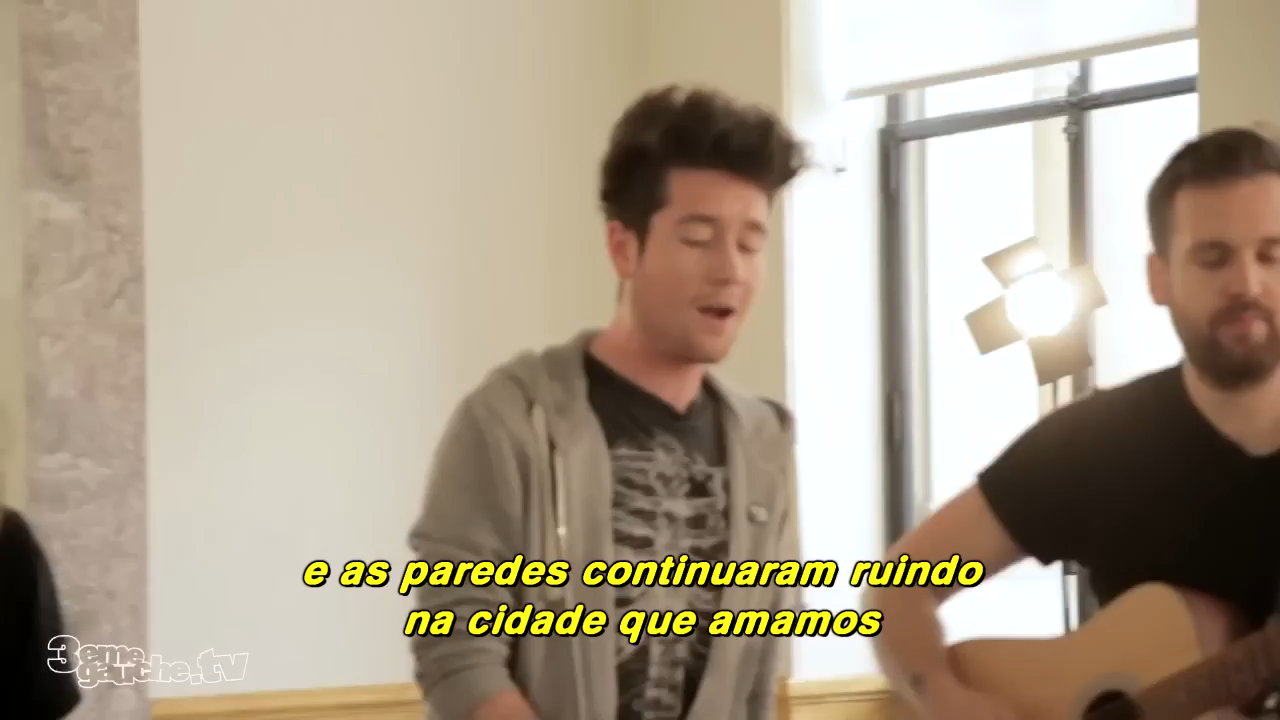 e as paredes continuaram ruindo
na cidade que amamos
3eme
gauche.tv